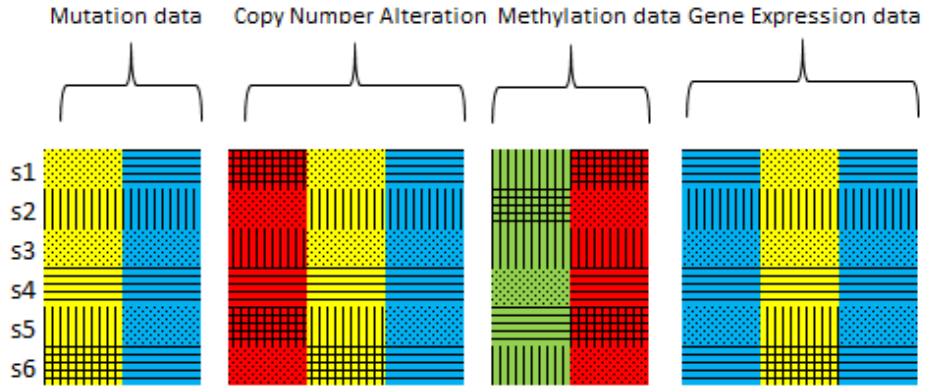 Mutation data Copy Number Alteration Methylation data Gene Expression data
s1
s2
s3
s4
s5
s6